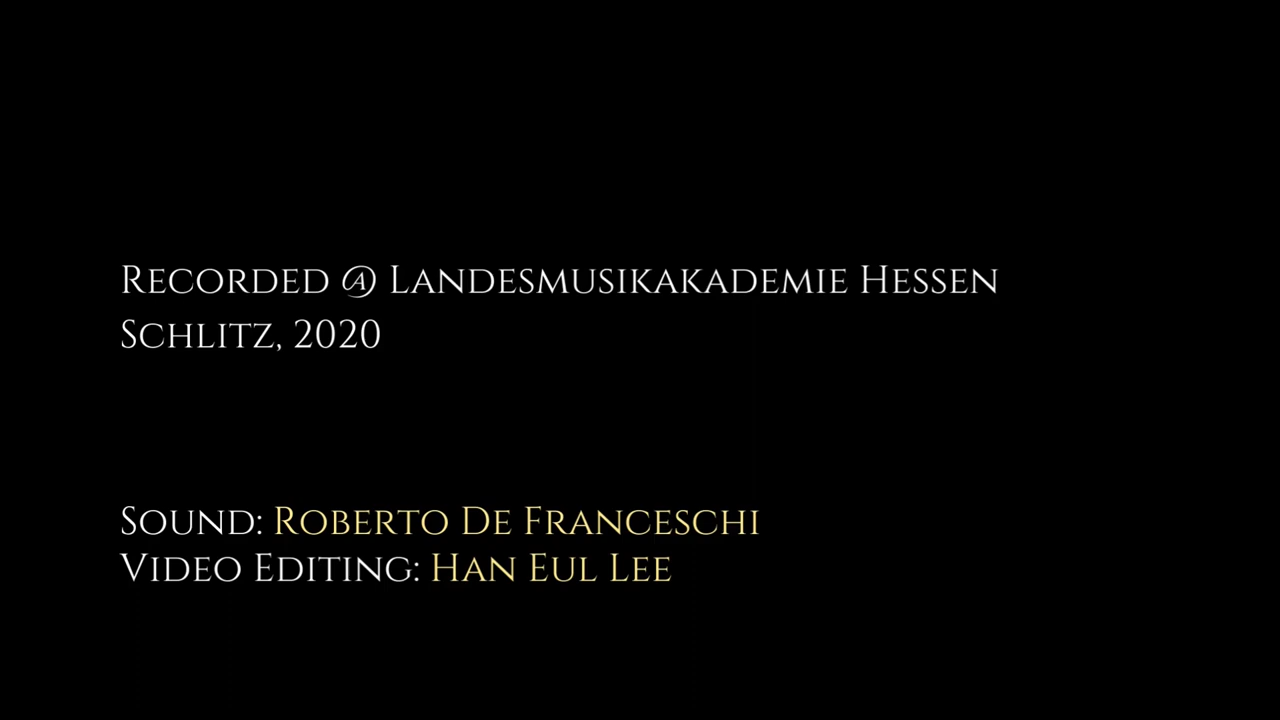 Recorded @ Landesmusikakademie Hessen
Schlitz, 2020
Sound: Roberto De Franceschi
Video Editing: Han Eul Lee